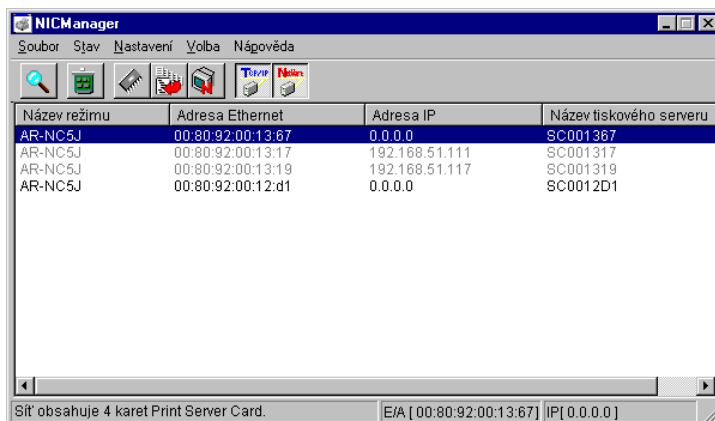 NICManager
Soubor Stav Nastavení Volba Nápověda
TCP/IP NetWare
Název režimu Adresa Ethernet Adresa IP Název tiskového serveru
AR-NC5J 00:80:92:00:13:67 0.0.0.0 SC001367
AR-NC5J 00:80:92:00:13:17 192.168.51.111 SC001317
AR-NC5J 00:80:92:00:13:19 192.168.51.117 SC001319
AR-NC5J 00:80:92:00:12:d1 0.0.0.0 SC0012D1
Síť obsahuje 4 karet Print Server Card. E/A [ 00:80:92:00:13:67] IP[ 0.0.0.0 ]